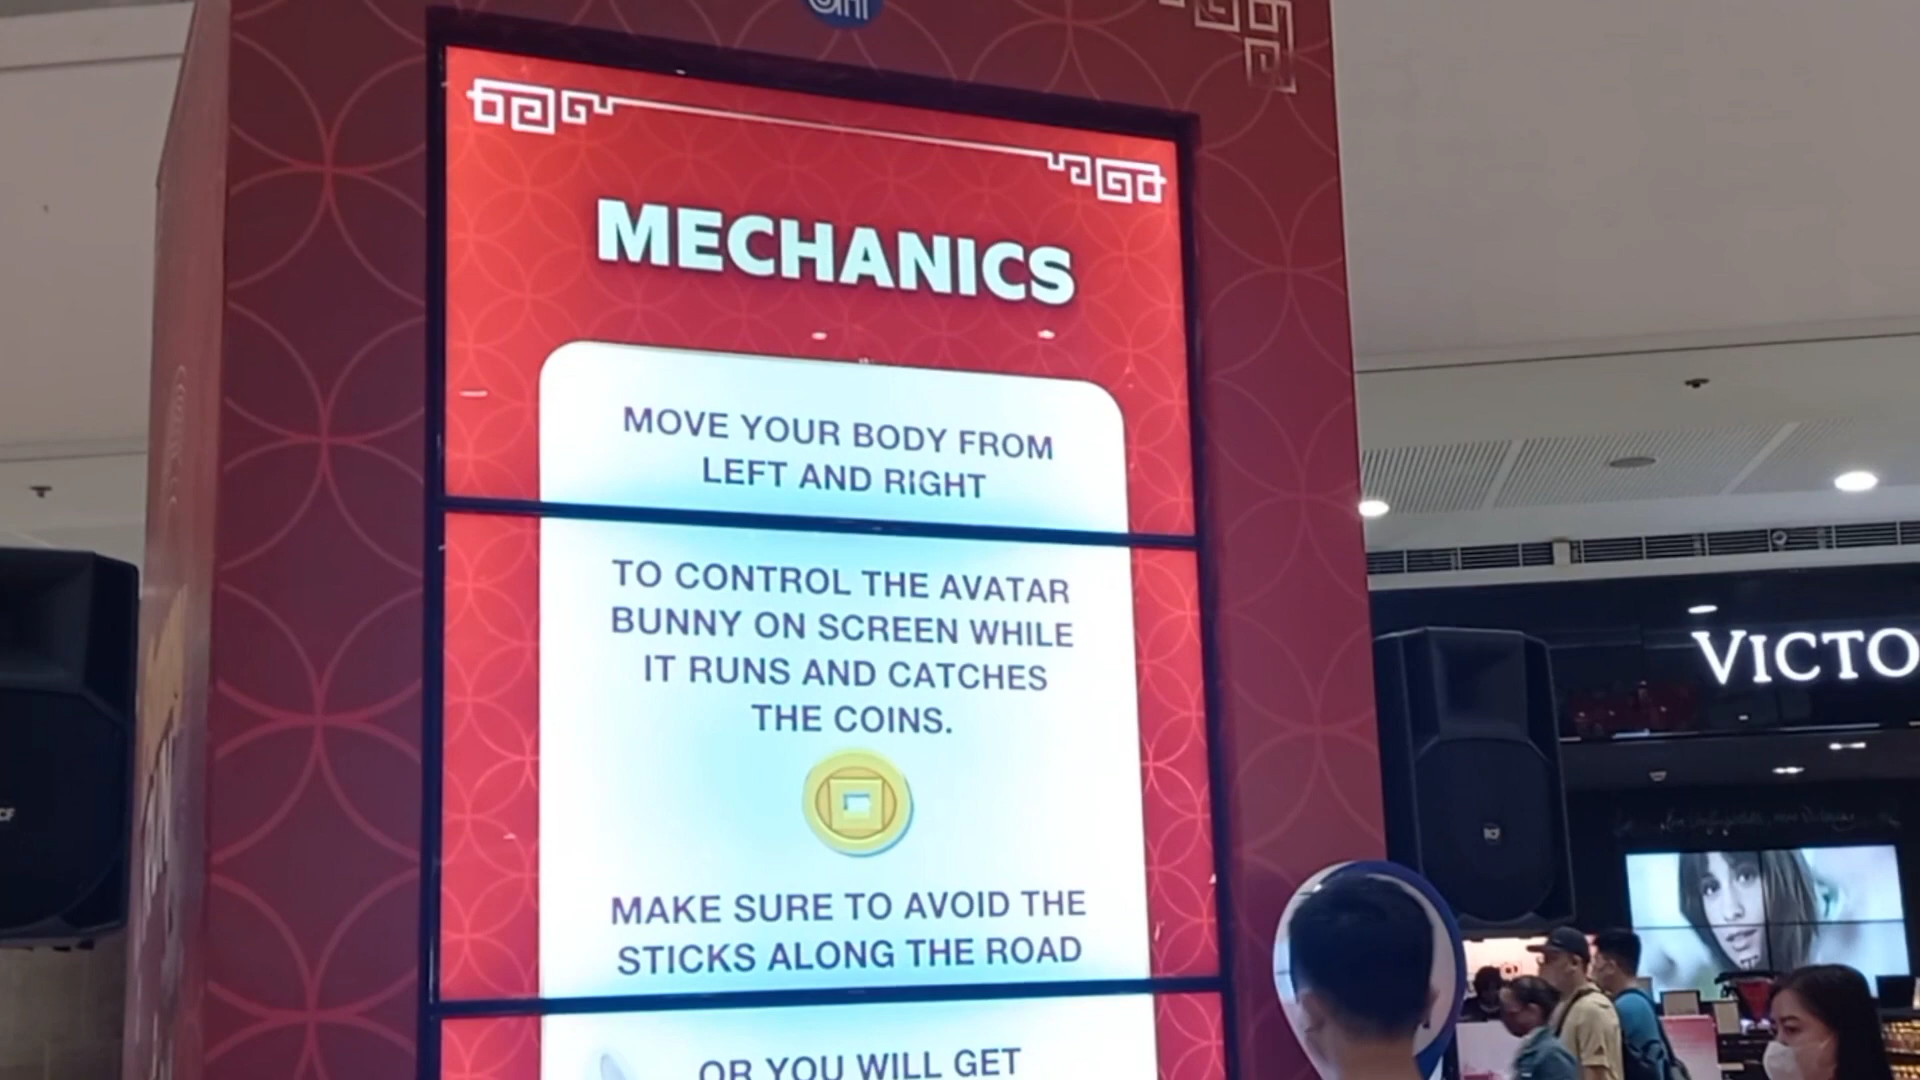 MECHANICS
MOVE YOUR BODY FROM
LEFT AND RIGHT
TO CONTROL THE AVATAR
BUNNY ON SCREEN WHILE
IT RUNS AND CATCHES
THE COINS.
MAKE SURE TO AVOID THE
STICKS ALONG THE ROAD
OR YOU WILL GET
VICTO
RCF